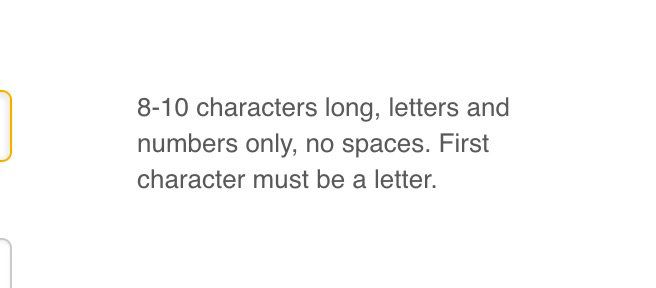 8-10 characters long, letters and
numbers only, no spaces. First
character must be a letter.